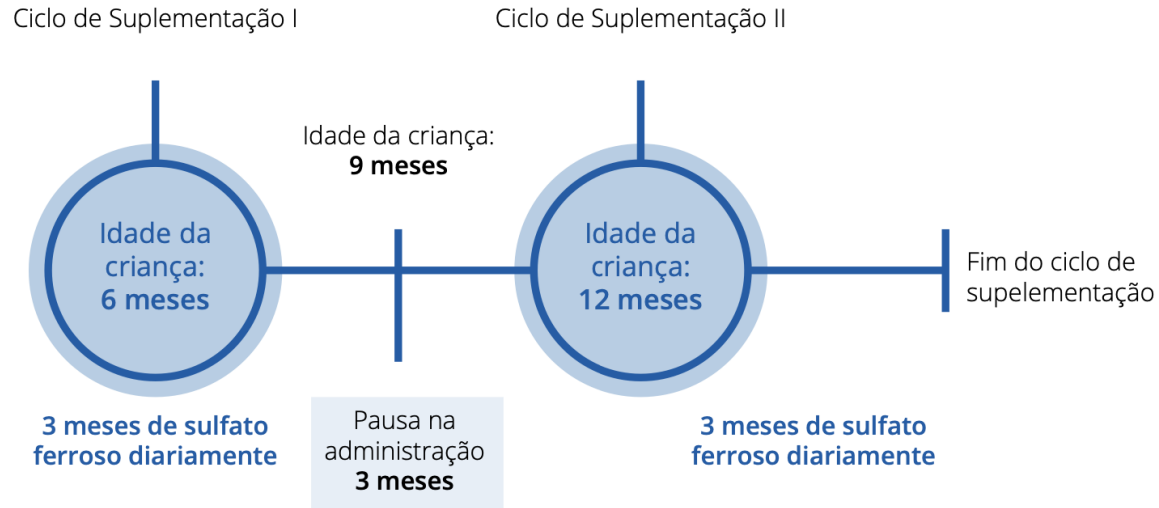 Ciclo de Suplementação I
Ciclo de Suplementação II
Idade da criança:
9 meses
Idade da
criança:
6 meses
Idade da
criança:
12 meses
Fim do ciclo de
supelementação
3 meses de sulfato
ferroso diariamente
Pausa na
administração
3 meses
3 meses de sulfato
ferroso diariamente